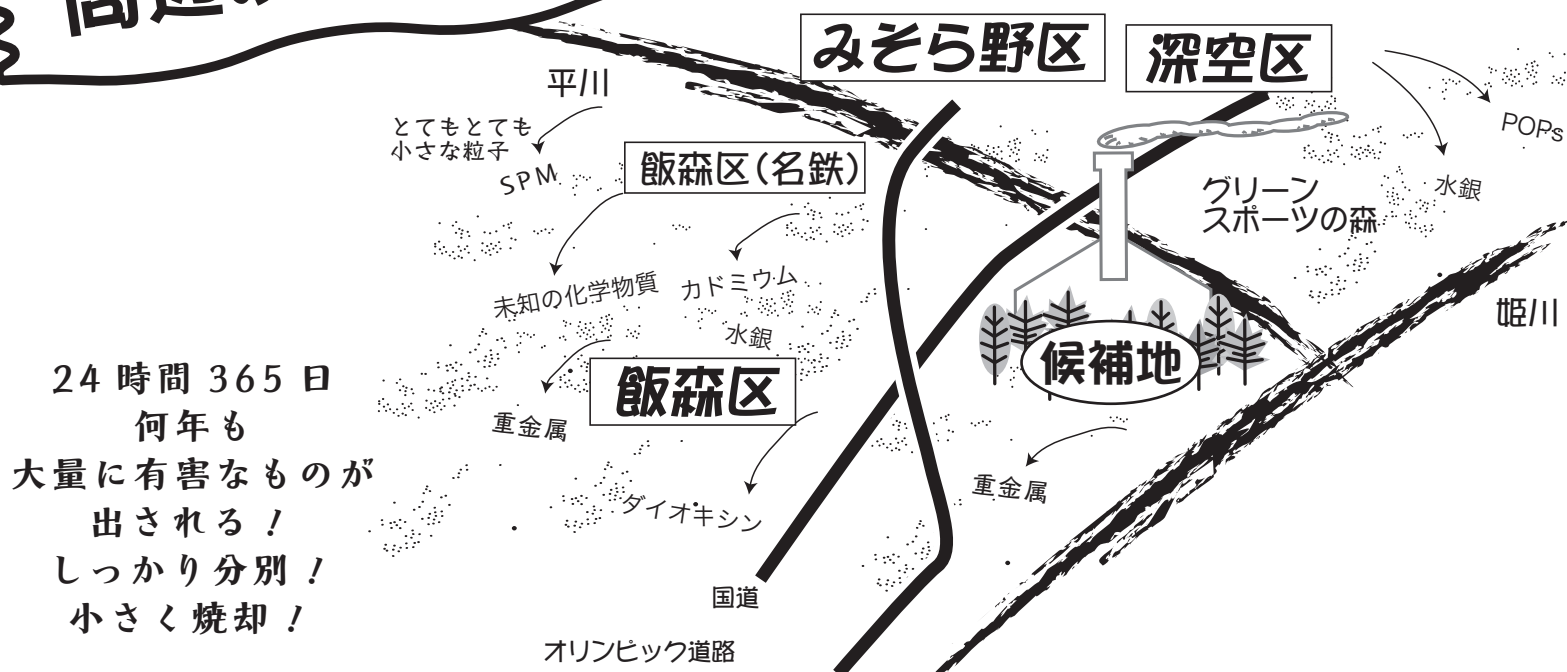 みそら野区
深空区
平川
とてもとても
小さな粒子
SPM
飯森区(名鉄)
POPs
水銀
グリーン
スポーツの森
未知の化学物質
カドミウム
水銀
姫川
候補地
24時間365日
何年も
大量に有害なものが
出される!
しっかり分別!
小さく焼却!
飯森区
重金属
重金属
ダイオキシン
国道
オリンピック道路